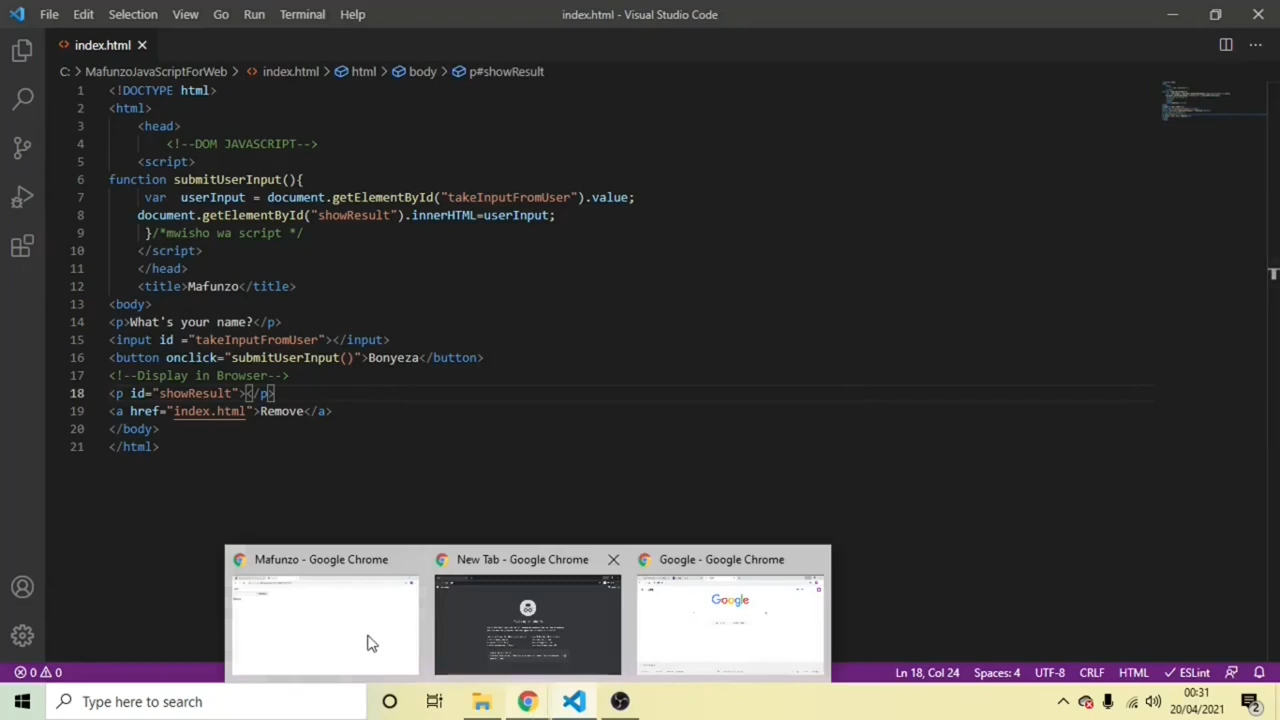 File Edit Selection View Go Run Terminal Help index.html - Visual Studio Code
index.html
C: > MafunzoJavaScriptForWeb > index.html > html > body > p#showResult
1 <!DOCTYPE html>
2 <html>
3 <head>
4 <!--DOM JAVASCRIPT-->
5 <script>
6 function submitUserInput(){
7 var userInput = document.getElementById("takeInputFromUser").value;
8 document.getElementById("showResult").innerHTML=userInput;
9 }/*mwisho wa script */
10 </script>
11 </head>
12 <title>Mafunzo</title>
13 <body>
14 <p>What's your name?</p>
15 <input id ="takeInputFromUser"></input>
16 <button onclick="submitUserInput()">Bonyeza</button>
17 <!--Display in Browser-->
18 <p id="showResult"></p>
19 <a href="index.html">Remove</a>
20 </body>
21 </html>
Mafunzo - Google Chrome New Tab - Google Chrome Google - Google Chrome
Google
0 0 Ln 18, Col 24 Spaces: 4 UTF-8 CRLF HTML ESLint
Type here to search
00:31
20/04/2021
2